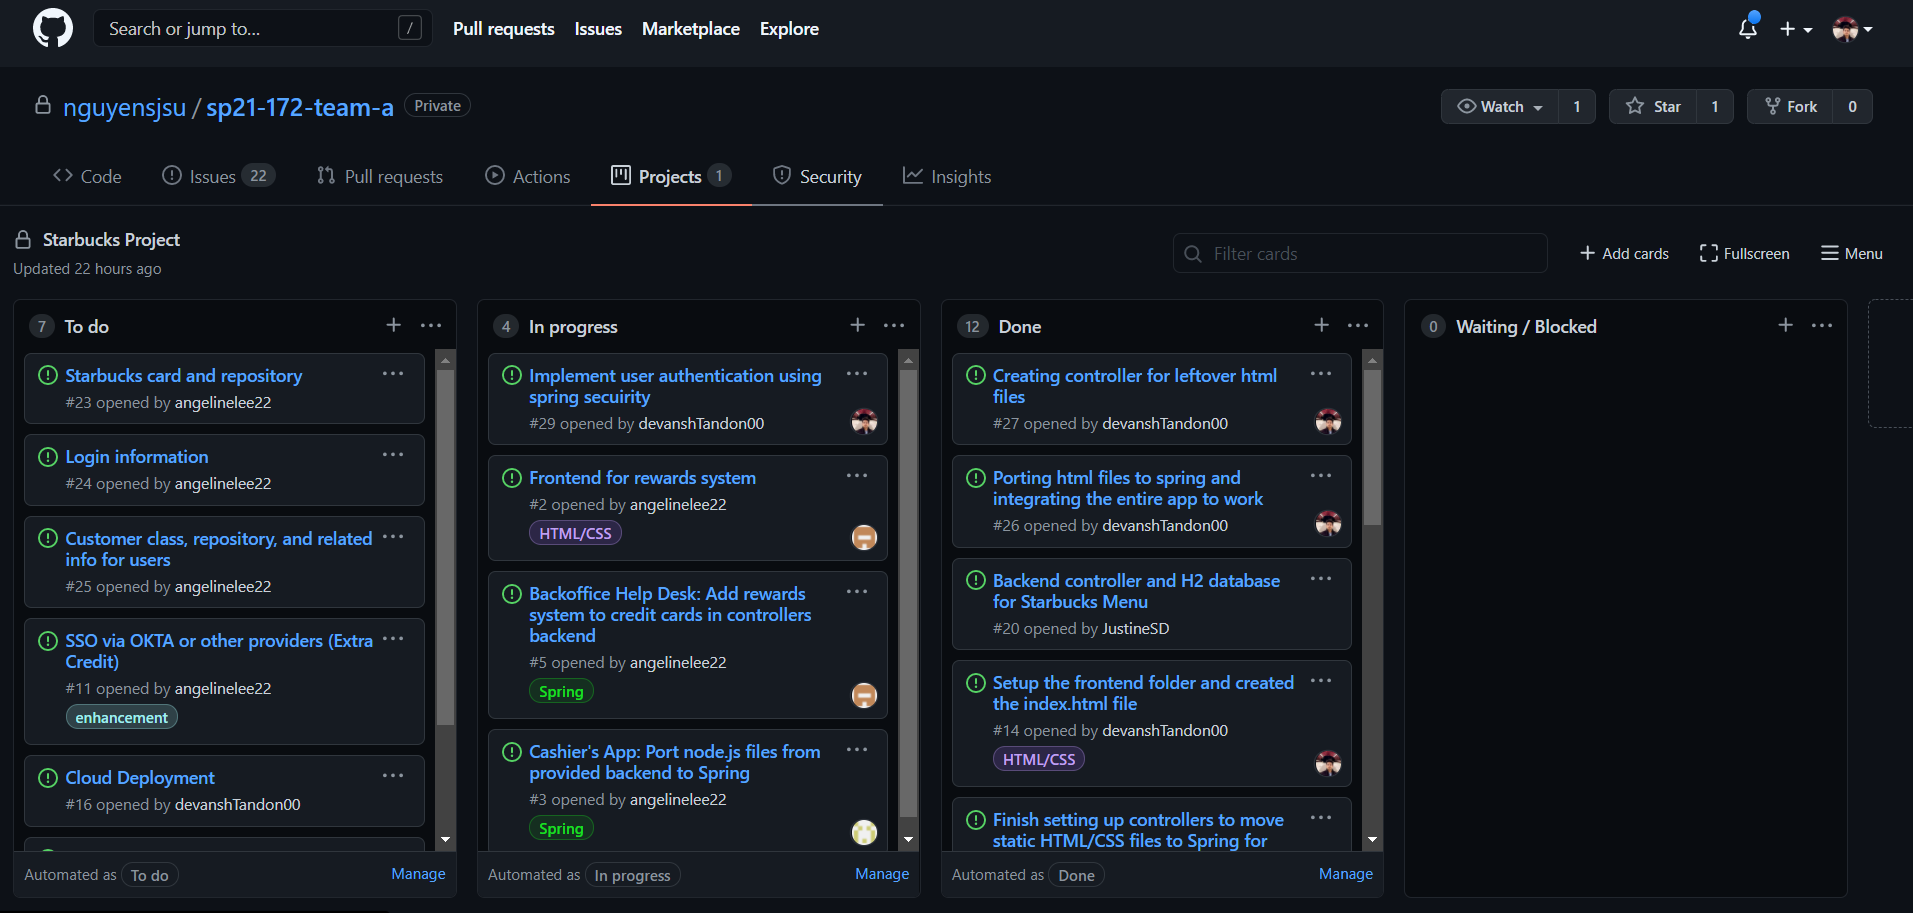 Search or jump to...
/
Pull requests
Issues
Marketplace
Explore
nguyensjsu / sp21-172-team-a
Private
Watch
1
Star
1
Fork
0
Code
Issues 22
Pull requests
Actions
Projects 1
Security
Insights
Starbucks Project
Updated 22 hours ago
Filter cards
Add cards
Fullscreen
Menu
7 To do
Starbucks card and repository
#23 opened by angelinelee22
Login information
#24 opened by angelinelee22
Customer class, repository, and related
info for users
#25 opened by angelinelee22
SSO via OKTA or other providers (Extra
Credit)
#11 opened by angelinelee22
enhancement
Cloud Deployment
#16 opened by devanshTandon00
Automated as To do
Manage
4 In progress
Implement user authentication using
spring secuirity
#29 opened by devanshTandon00
Frontend for rewards system
#2 opened by angelinelee22
HTML/CSS
Backoffice Help Desk: Add rewards
system to credit cards in controllers
backend
#5 opened by angelinelee22
Spring
Cashier's App: Port node.js files from
provided backend to Spring
#3 opened by angelinelee22
Spring
Automated as In progress
Manage
12 Done
Creating controller for leftover html
files
#27 opened by devanshTandon00
Porting html files to spring and
integrating the entire app to work
#26 opened by devanshTandon00
Backend controller and H2 database
for Starbucks Menu
#20 opened by JustineSD
Setup the frontend folder and created
the index.html file
#14 opened by devanshTandon00
HTML/CSS
Finish setting up controllers to move
static HTML/CSS files to Spring for
Automated as Done
Manage
0 Waiting / Blocked